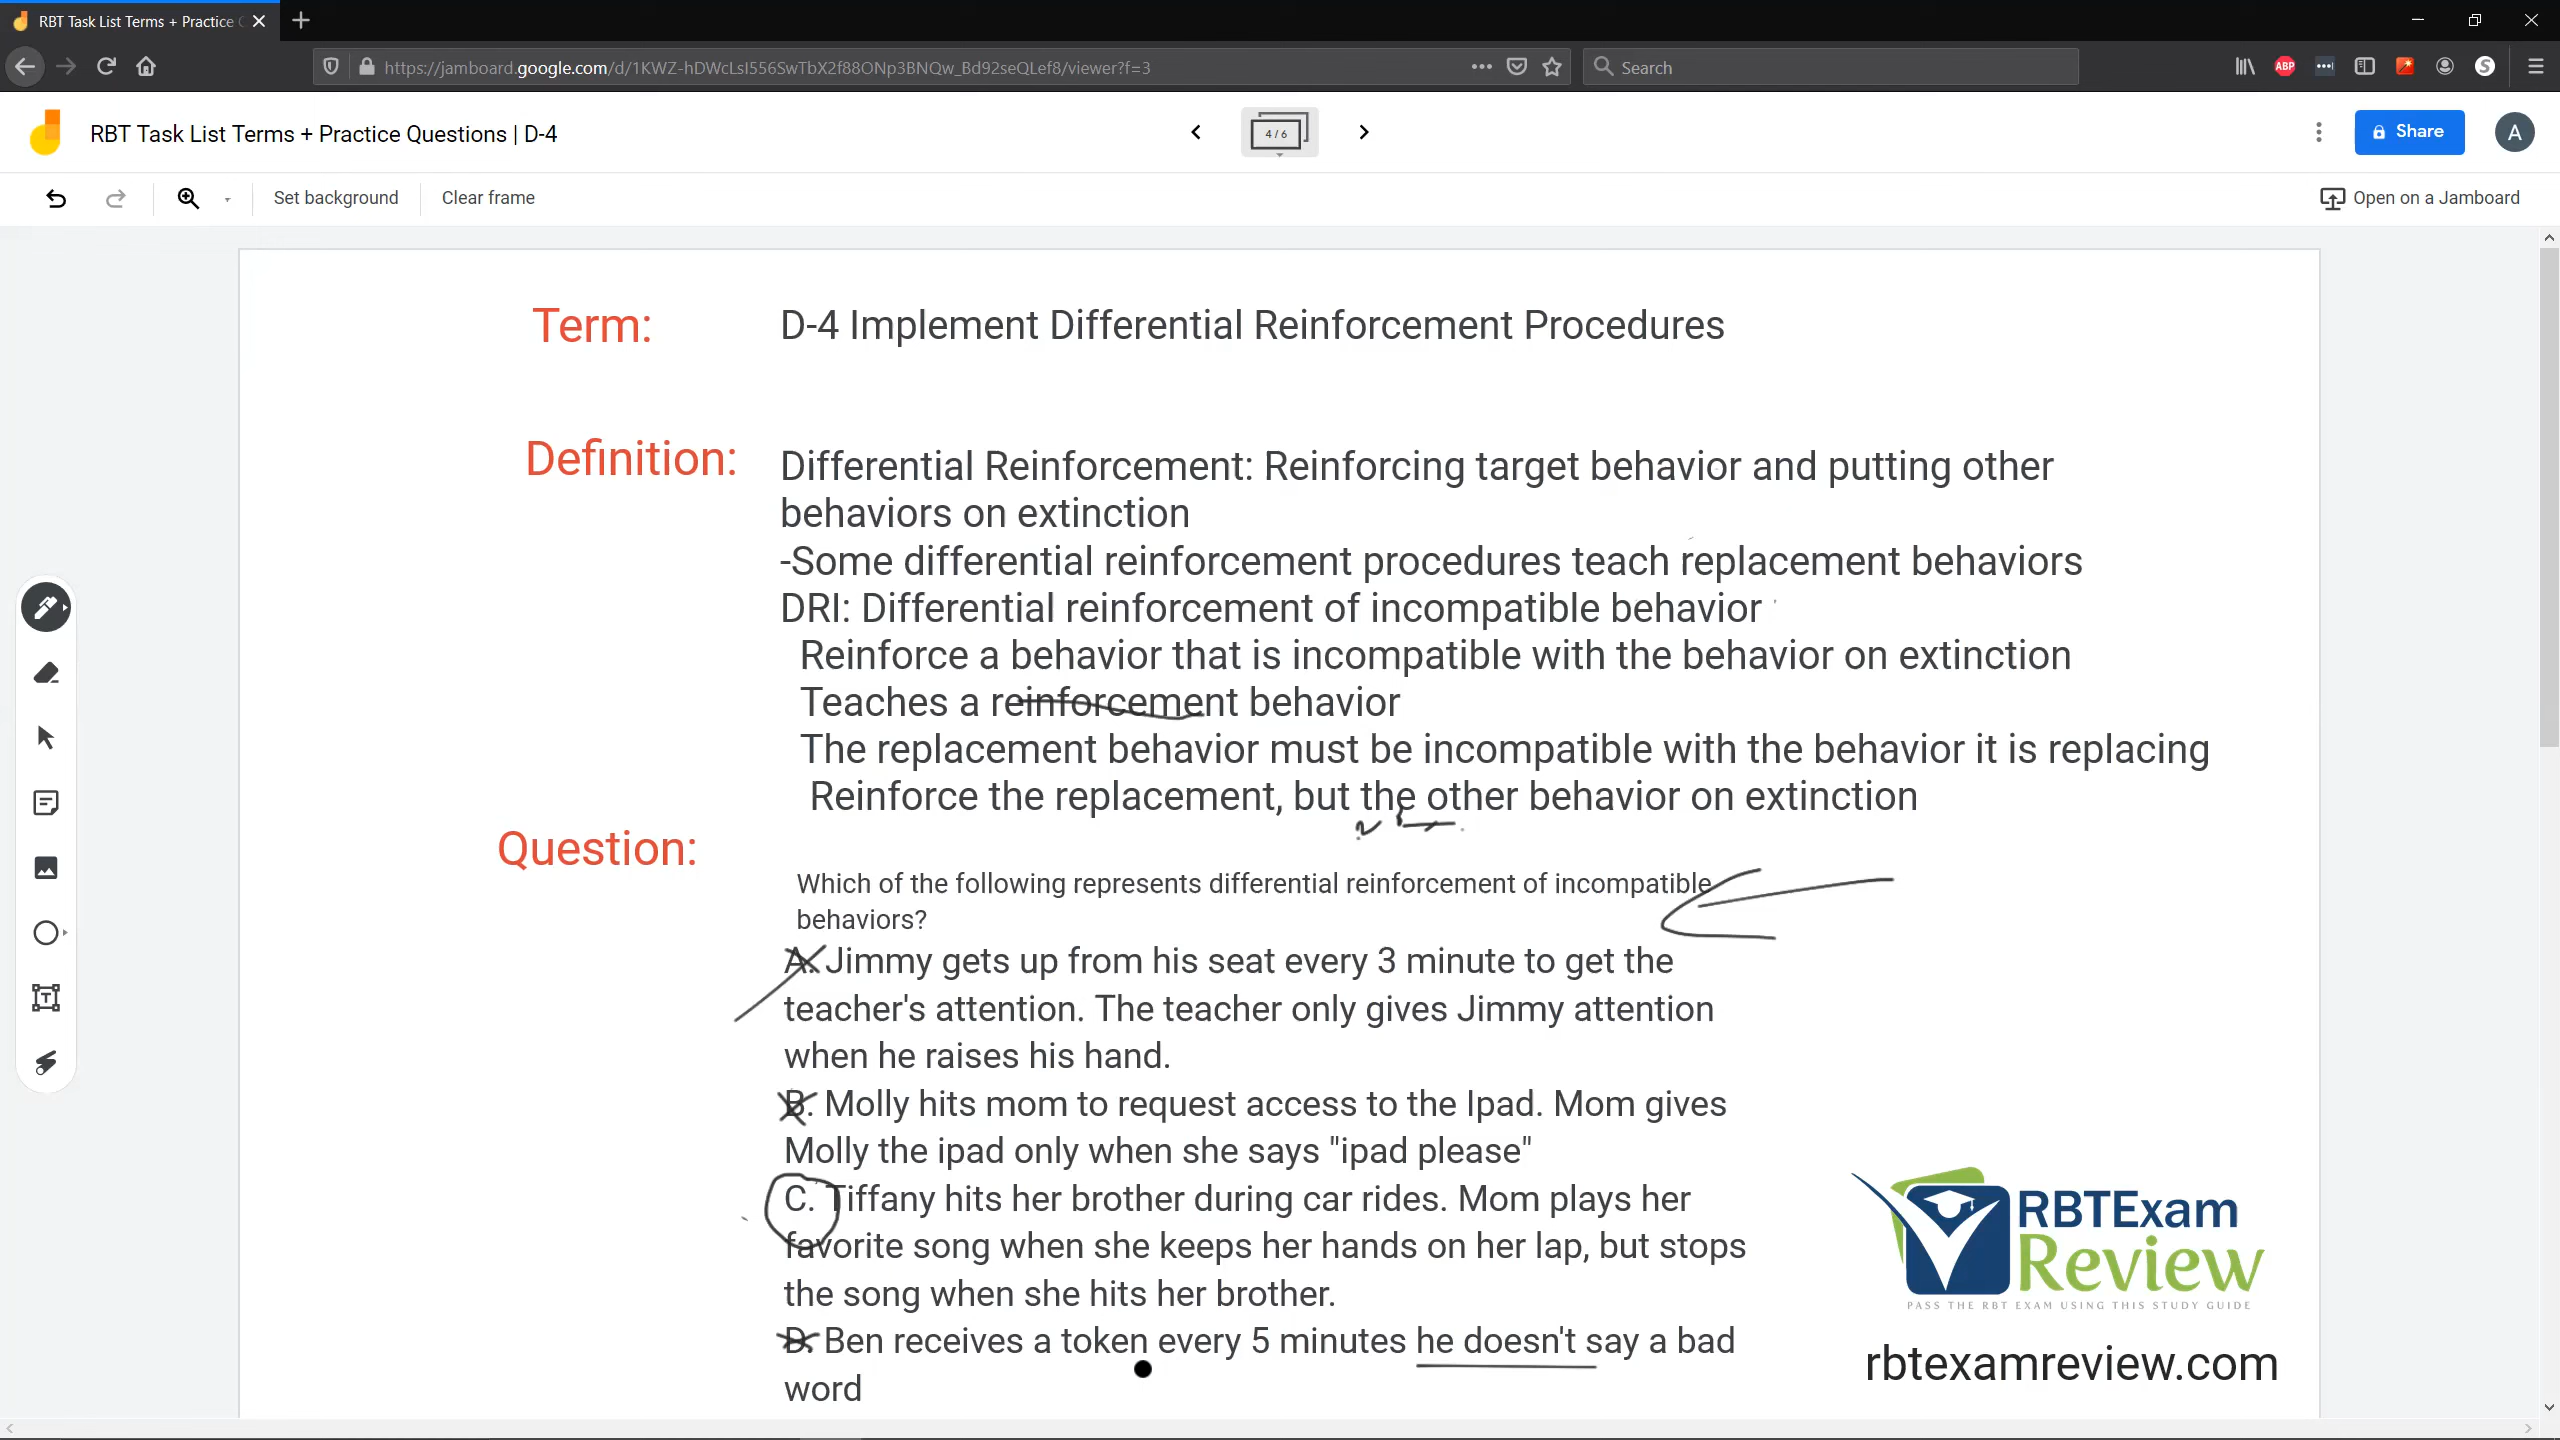 RBT Task List Terms + Practice
https://jamboard.google.com/d/1KWZ-hDWcLsI556SwTbX2f88ONp3BNQw_Bd92seQLef8/viewer?f=3
Search
ABP
S
RBT Task List Terms + Practice Questions | D-4
4 / 6
Share
A
Set background
Clear frame
Open on a Jamboard
Term:
D-4 Implement Differential Reinforcement Procedures
Definition:
Differential Reinforcement: Reinforcing target behavior and putting other
behaviors on extinction
-Some differential reinforcement procedures teach replacement behaviors
DRI: Differential reinforcement of incompatible behavior
Reinforce a behavior that is incompatible with the behavior on extinction
Teaches a reinforcement behavior
The replacement behavior must be incompatible with the behavior it is replacing
Reinforce the replacement, but the other behavior on extinction
Question:
Which of the following represents differential reinforcement of incompatible
behaviors?
A. Jimmy gets up from his seat every 3 minute to get the
teacher's attention. The teacher only gives Jimmy attention
when he raises his hand.
B. Molly hits mom to request access to the Ipad. Mom gives
Molly the ipad only when she says "ipad please"
C. Tiffany hits her brother during car rides. Mom plays her
favorite song when she keeps her hands on her lap, but stops
the song when she hits her brother.
D. Ben receives a token every 5 minutes he doesn't say a bad
word
RBTExam
Review
PASS THE RBT EXAM USING THIS STUDY GUIDE
rbtexamreview.com